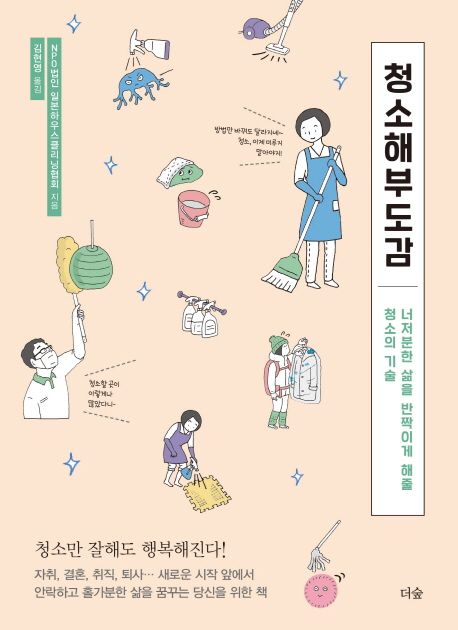 청소해부도감
너저분한 삶을 반짝이게 해줄
청소의 기술
NPO법인 일본하우스클리닝협회 지음
김현영 옮김
방법만 바꿔도 달라지네~
청소, 이제 미루지
말아야지!
청소할 곳이
이렇게나
많았다니~
청소만 잘해도 행복해진다!
자취, 결혼, 취직, 퇴사… 새로운 시작 앞에서
안락하고 홀가분한 삶을 꿈꾸는 당신을 위한 책
더숲